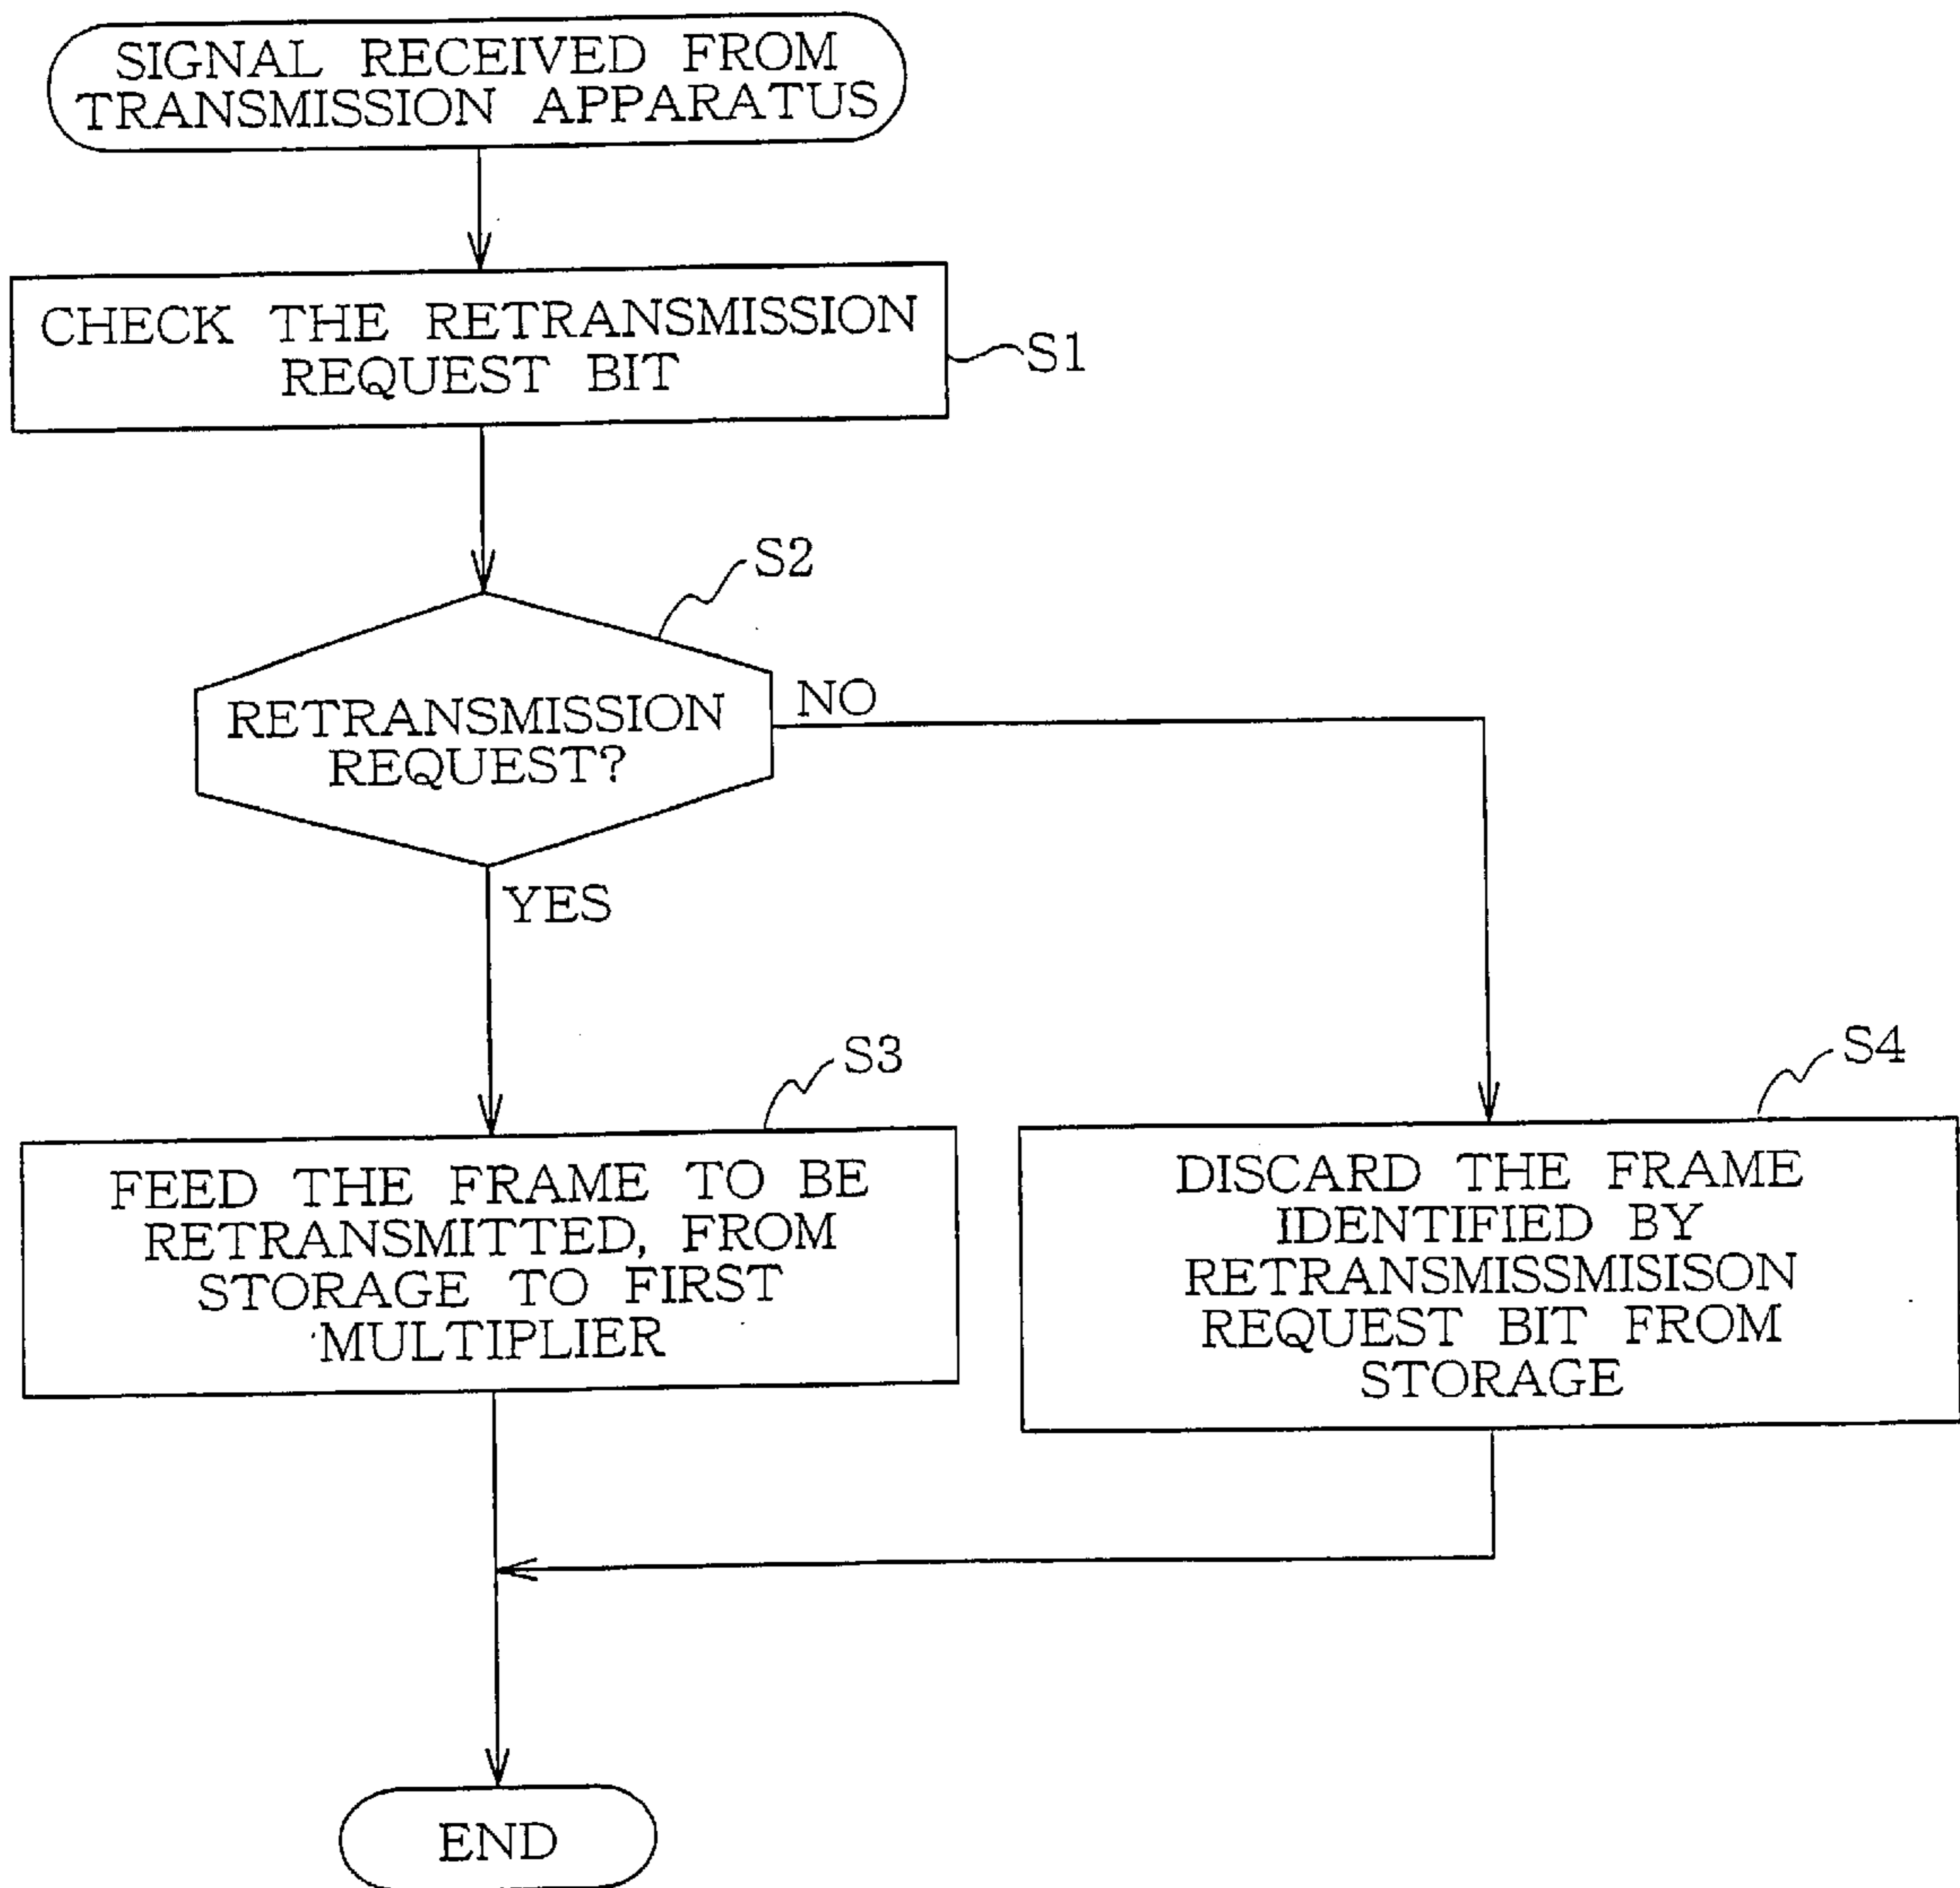 SIGNAL RECEIVED FROM
TRANSMISSION APPARATUS
CHECK THE RETRANSMISSION
REQUEST BIT
S1
S2
RETRANSMISSION
REQUEST?
NO
YES
S3
FEED THE FRAME TO BE
RETRANSMITTED, FROM
STORAGE TO FIRST
MULTIPLIER
S4
DISCARD THE FRAME
IDENTIFIED BY
RETRANSMISSMISISON
REQUEST BIT FROM
STORAGE
END